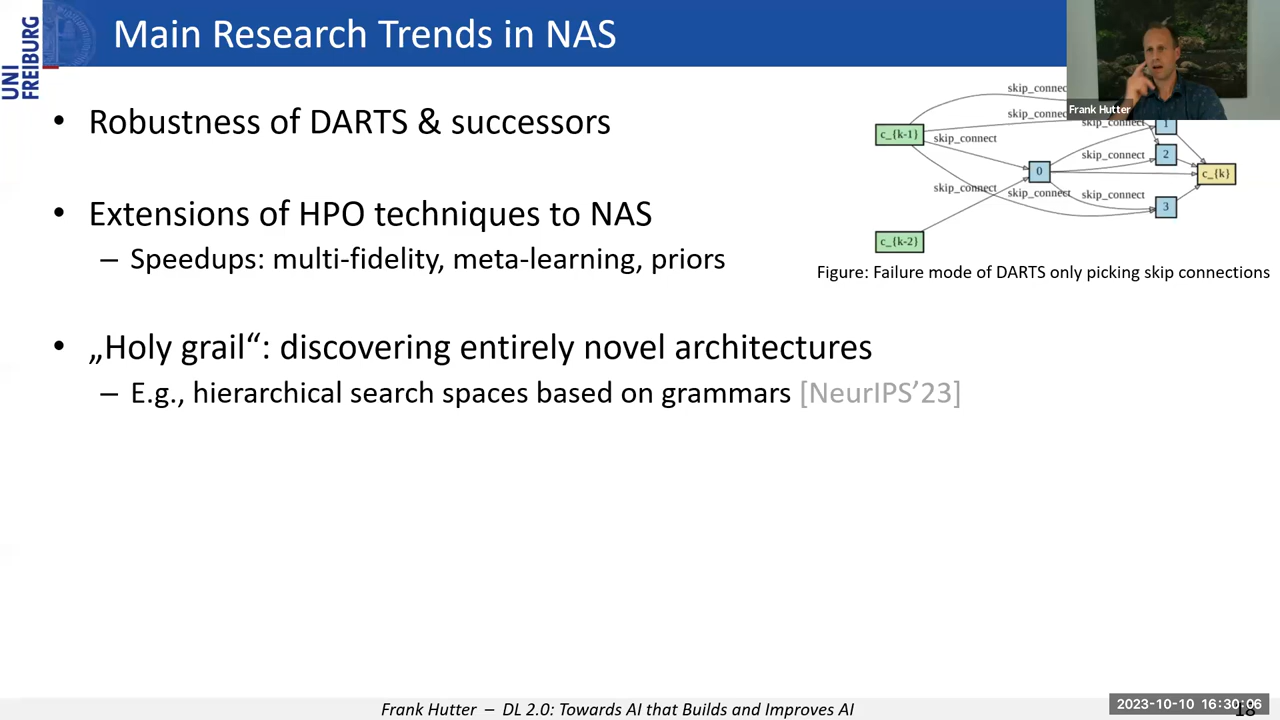 UNI
FREIBURG
Main Research Trends in NAS
Frank Hutter
• Robustness of DARTS & successors
• Extensions of HPO techniques to NAS
– Speedups: multi-fidelity, meta-learning, priors
skip_connec
skip_connec
skip_connect
c_{k-1}
skip_connect
1
skip_connect
2
0
c_{k}
skip_connect
skip_connect
skip_connect
3
c_{k-2}
Figure: Failure mode of DARTS only picking skip connections
• „Holy grail“: discovering entirely novel architectures
– E.g., hierarchical search spaces based on grammars [NeurIPS’23]
Frank Hutter – DL 2.0: Towards AI that Builds and Improves AI
2023-10-10 16:30:06
18